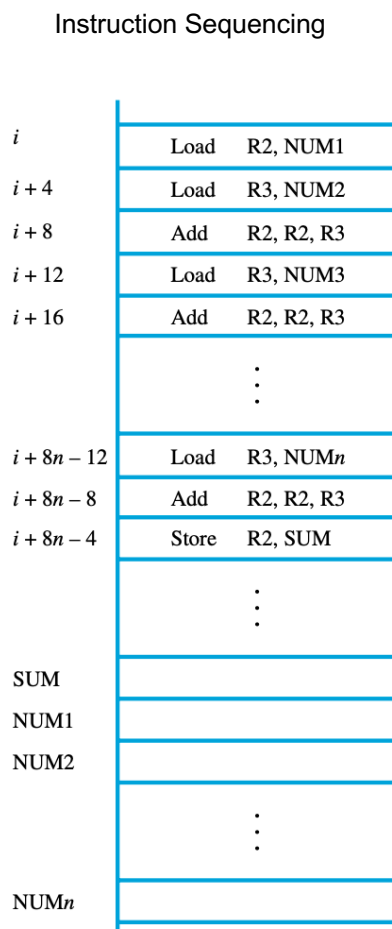 Instruction Sequencing
i Load R2, NUM1
i + 4 Load R3, NUM2
i + 8 Add R2, R2, R3
i + 12 Load R3, NUM3
i + 16 Add R2, R2, R3
⋮
i + 8n – 12 Load R3, NUMn
i + 8n – 8 Add R2, R2, R3
i + 8n – 4 Store R2, SUM
⋮
SUM
NUM1
NUM2
⋮
NUMn